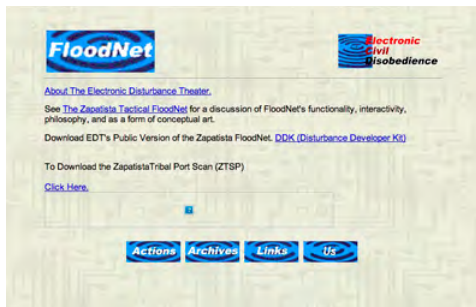 FloodNet
Electronic
Civil
Disobedience
About The Electronic Disturbance Theater.
See The Zapatista Tactical FloodNet for a discussion of FloodNet's functionality, interactivity,
philosophy, and as a form of conceptual art.
Download EDT's Public Version of the Zapatista FloodNet. DDK (Disturbance Developer Kit)
To Download the ZapatistaTribal Port Scan (ZTSP)
Click Here.
?
Actions Archives Links Us